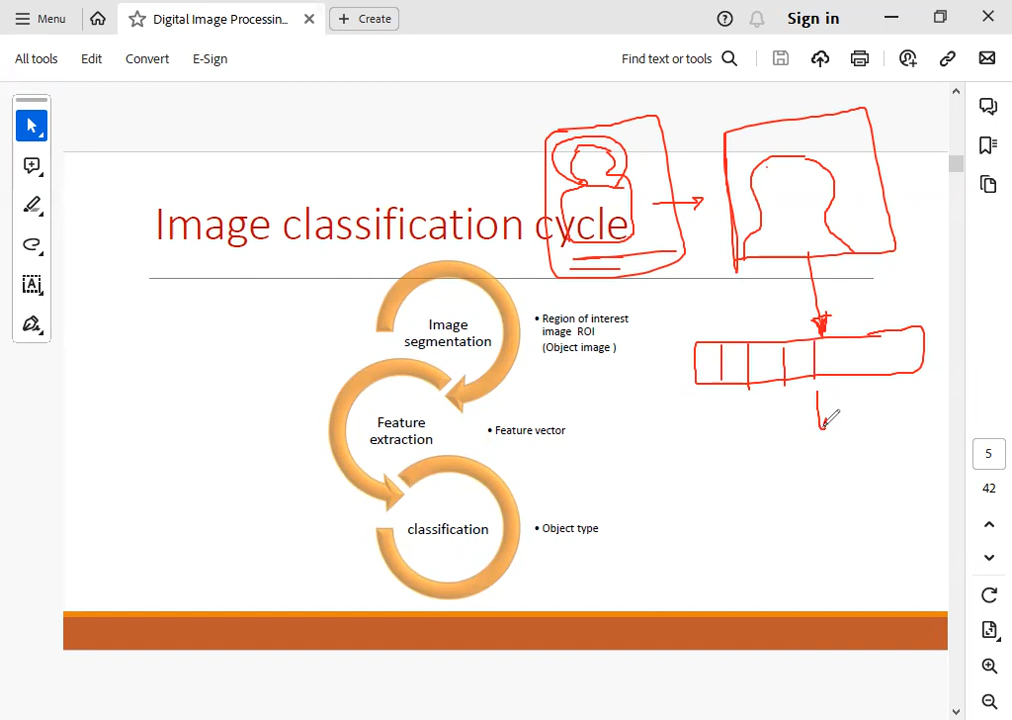 Menu
Digital Image Processin...
Create
Sign in
All tools
Edit
Convert
E-Sign
Find text or tools
Image classification cycle
Image
segmentation
• Region of interest
image ROI
(Object image )
Feature
extraction
• Feature vector
classification
• Object type
5
42